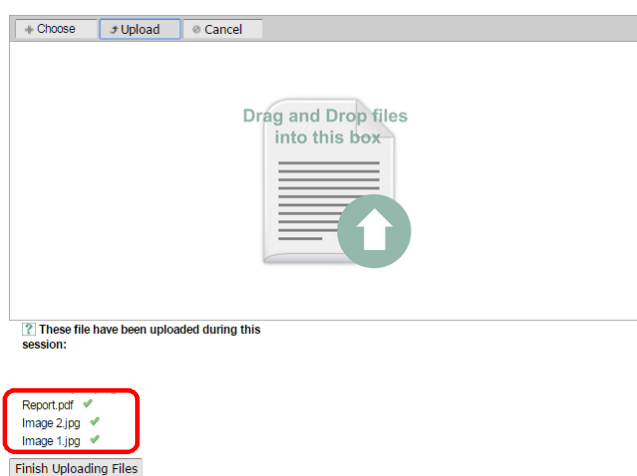 Choose Upload Cancel
Drag and Drop files
into this box
? These file have been uploaded during this
session:
Report.pdf
Image 2.jpg
Image 1.jpg
Finish Uploading Files